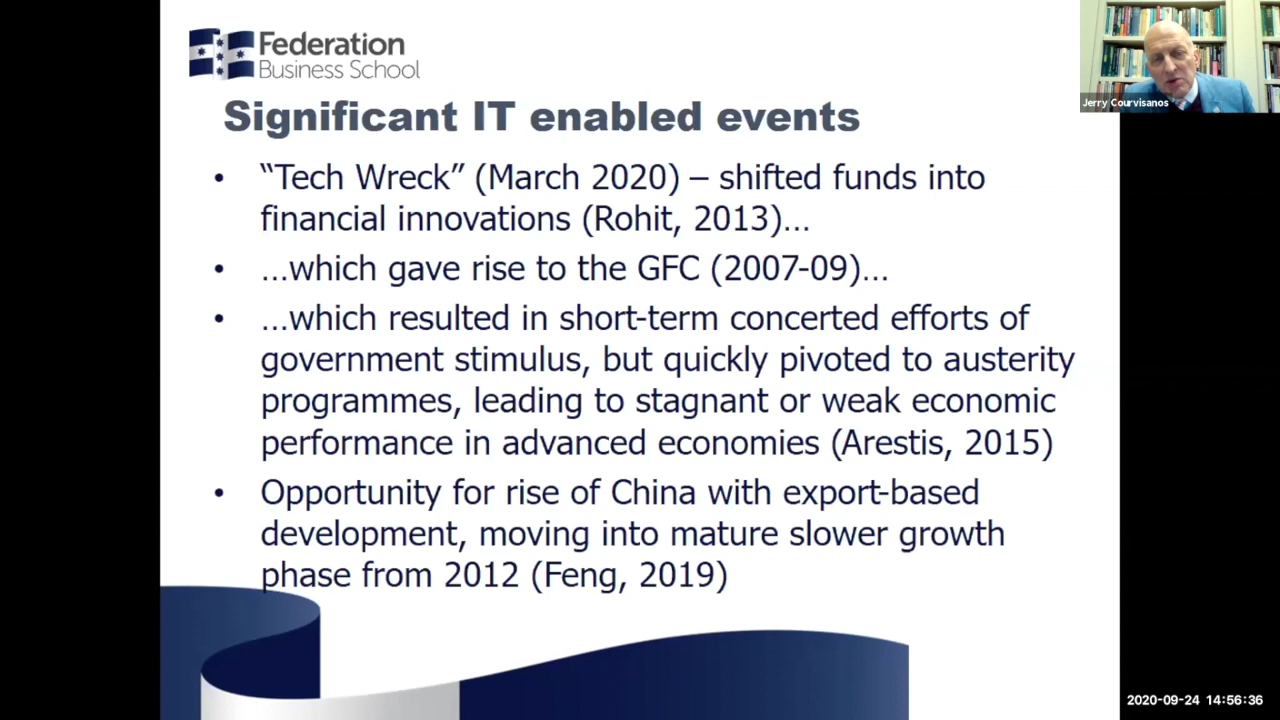 Federation
Business School
Jerry Courvisanos
Significant IT enabled events
• “Tech Wreck” (March 2020) – shifted funds into
financial innovations (Rohit, 2013)…
• …which gave rise to the GFC (2007-09)…
• …which resulted in short-term concerted efforts of
government stimulus, but quickly pivoted to austerity
programmes, leading to stagnant or weak economic
performance in advanced economies (Arestis, 2015)
• Opportunity for rise of China with export-based
development, moving into mature slower growth
phase from 2012 (Feng, 2019)
2020-09-24 14:56:36